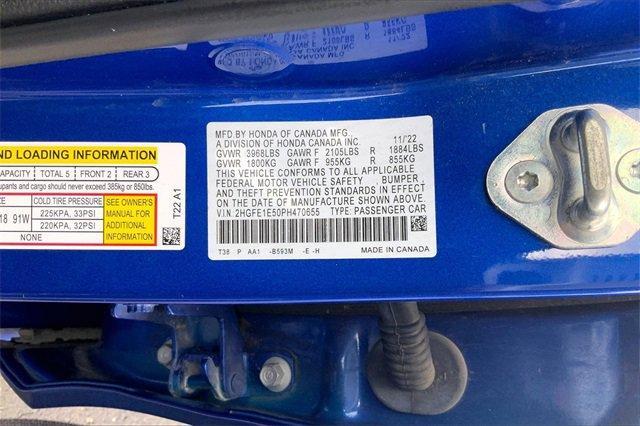 MFD.BY HONDA OF CANADA MFG., 11/22
A DIVISION OF HONDA CANADA INC.
GVWR 3968LBS GAWR F 2105LBS R 1884LBS
GVWR 1800KG GAWR F 955KG R 855KG
THIS VEHICLE CONFORMS TO ALL APPLICABLE
FEDERAL MOTOR VEHICLE SAFETY, BUMPER
AND THEFT PREVENTION STANDARDS IN EFFECT
ON THE DATE OF MANUFACTURE SHOWN ABOVE.
V.I.N: 2HGFE1E50PH470655 TYPE: PASSENGER CAR
T38 P AA1 -B593M -E -H MADE IN CANADA
ND LOADING INFORMATION
CAPACITY TOTAL 5 FRONT 2 REAR 3
upants and cargo should never exceed 385kg or 850lbs.
COLD TIRE PRESSURE SEE OWNER'S
18 91W 225KPA, 33PSI MANUAL FOR
220KPA, 32PSI ADDITIONAL
INFORMATION
TT22 A1